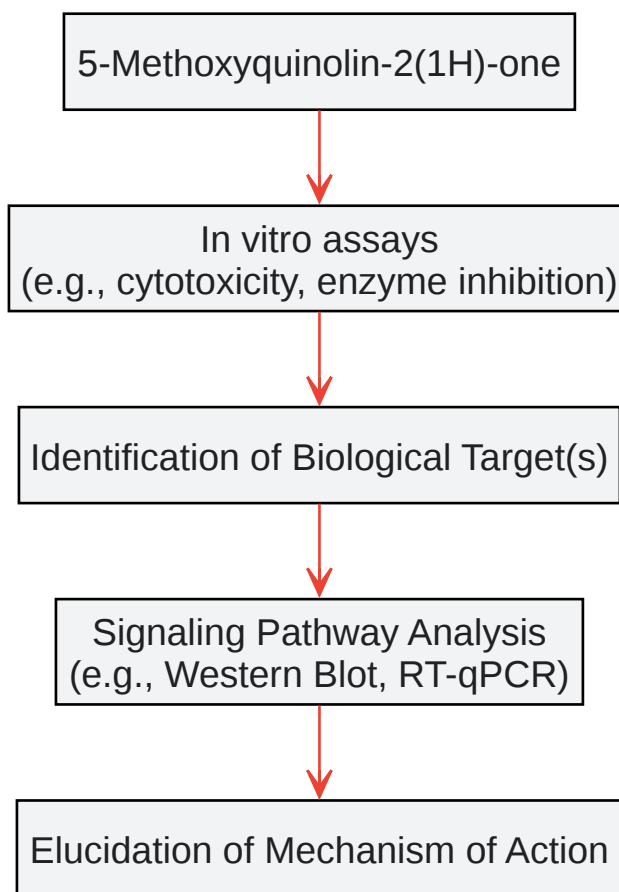 5-Methoxyquinolin-2(1H)-one
In vitro assays
(e.g., cytotoxicity, enzyme inhibition)
Identification of Biological Target(s)
Signaling Pathway Analysis
(e.g., Western Blot, RT-qPCR)
Elucidation of Mechanism of Action